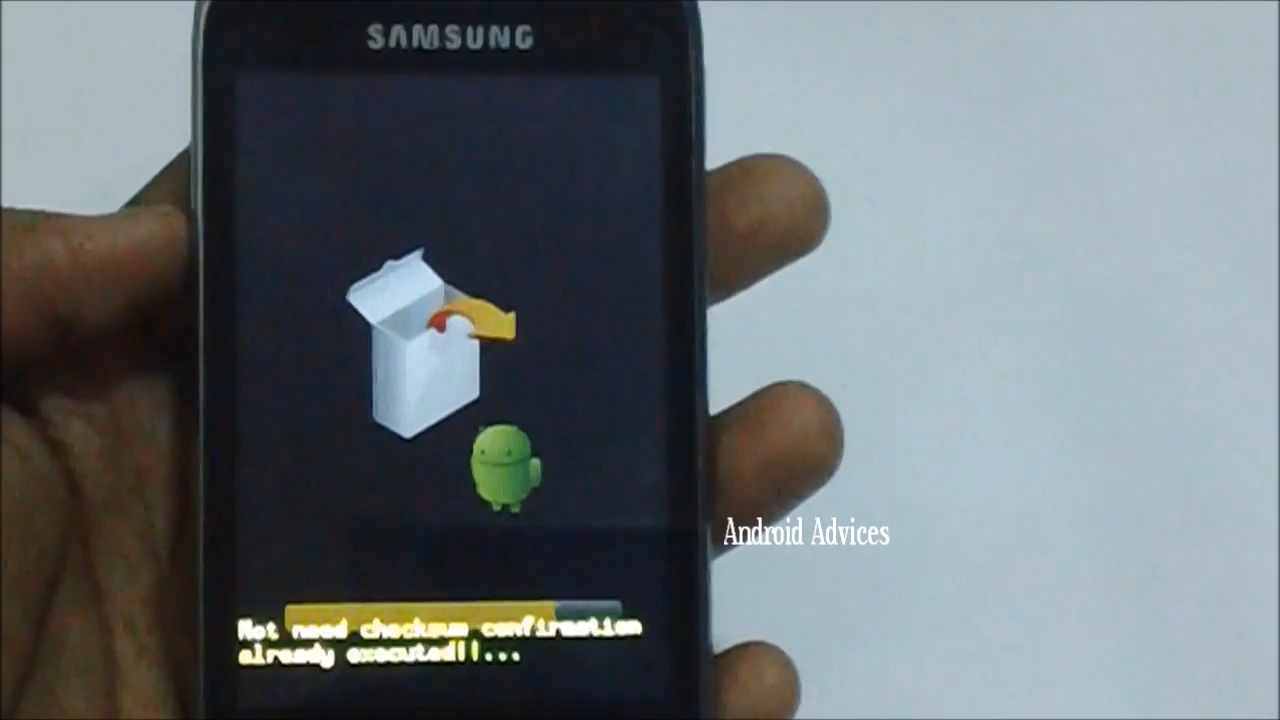 SAMSUNG
Android Advices
Not need checksum confirmation
already executed!!...